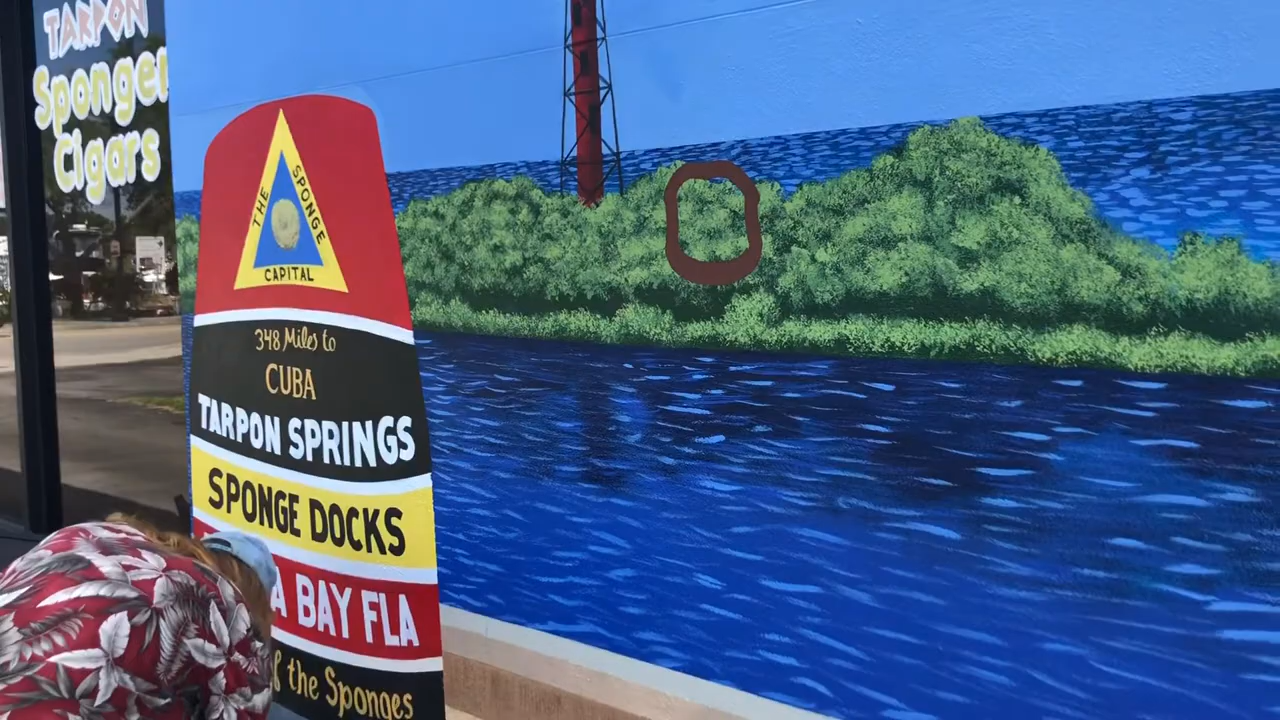 TARPON
Sponger
Cigars
THE SPONGE
CAPITAL
348 Miles to
CUBA
TARPON SPRINGS
SPONGE DOCKS
A BAY FLA
the Sponges